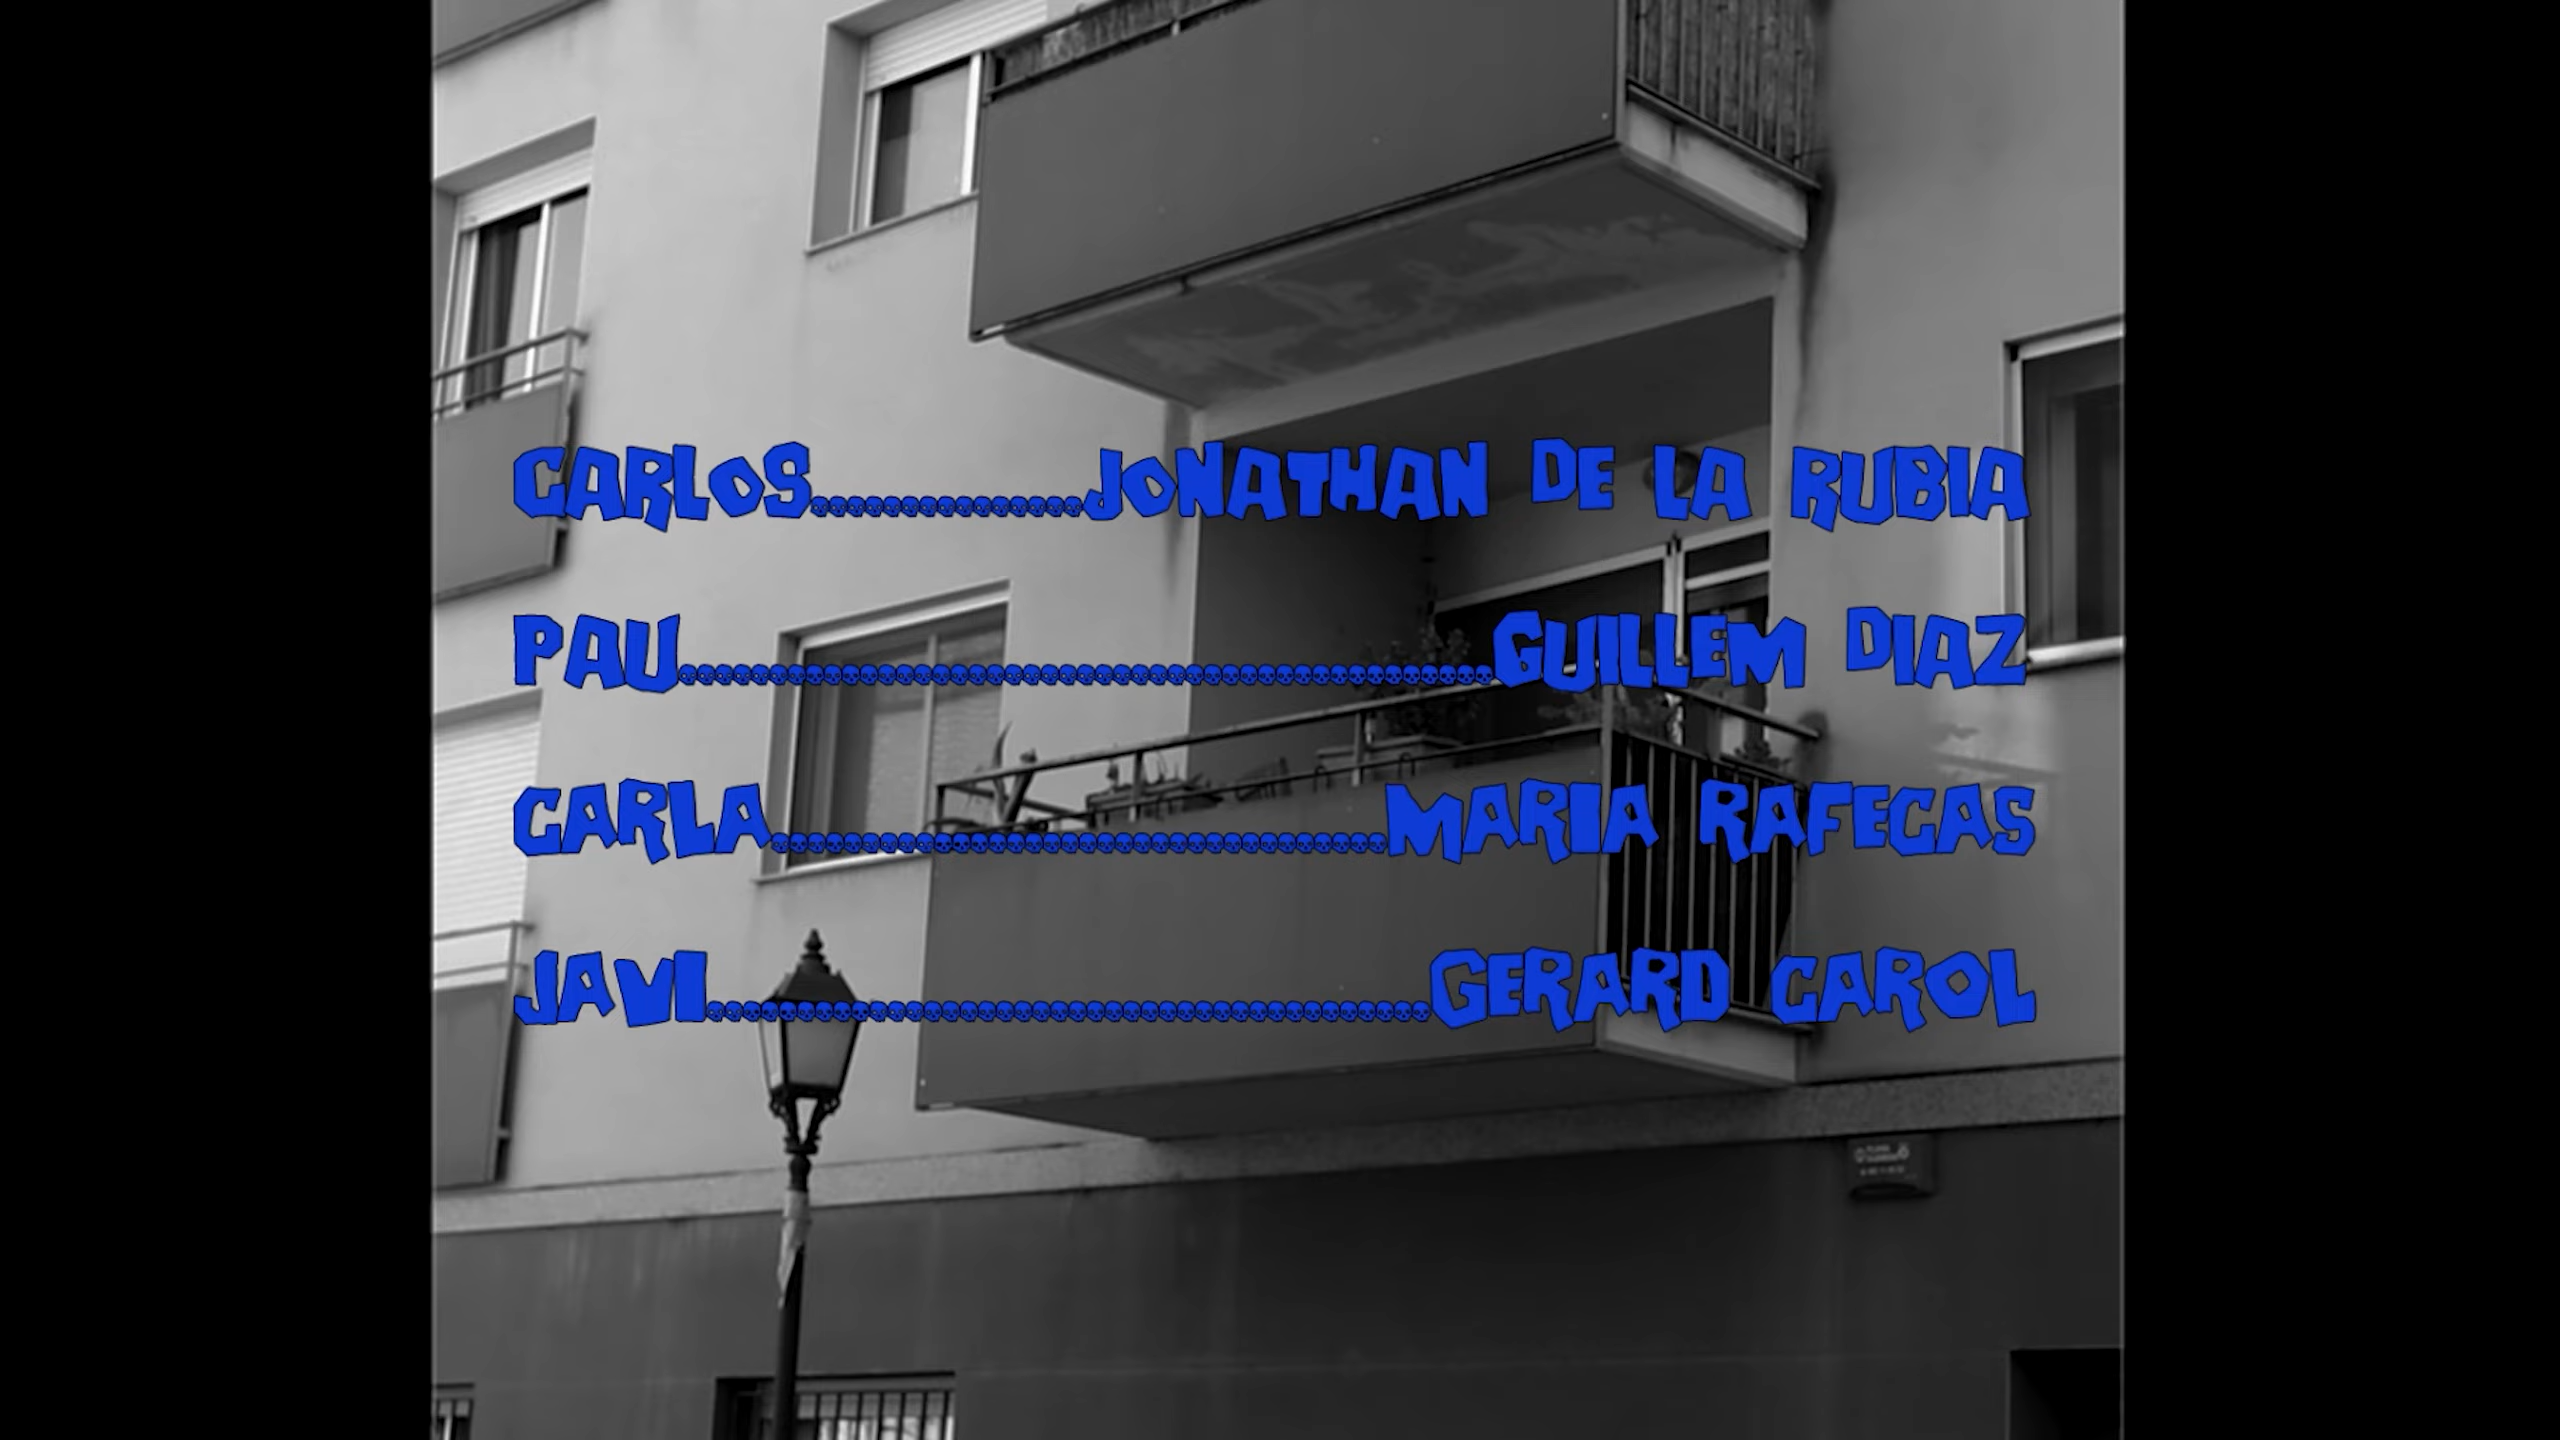 CARLOS...............JONATHAN DE LA RUBIA
PAU.............................................GUILLEM DIAZ
CARLA..................................MARIA RAFECAS
JAVI........................................GERARD CAROL